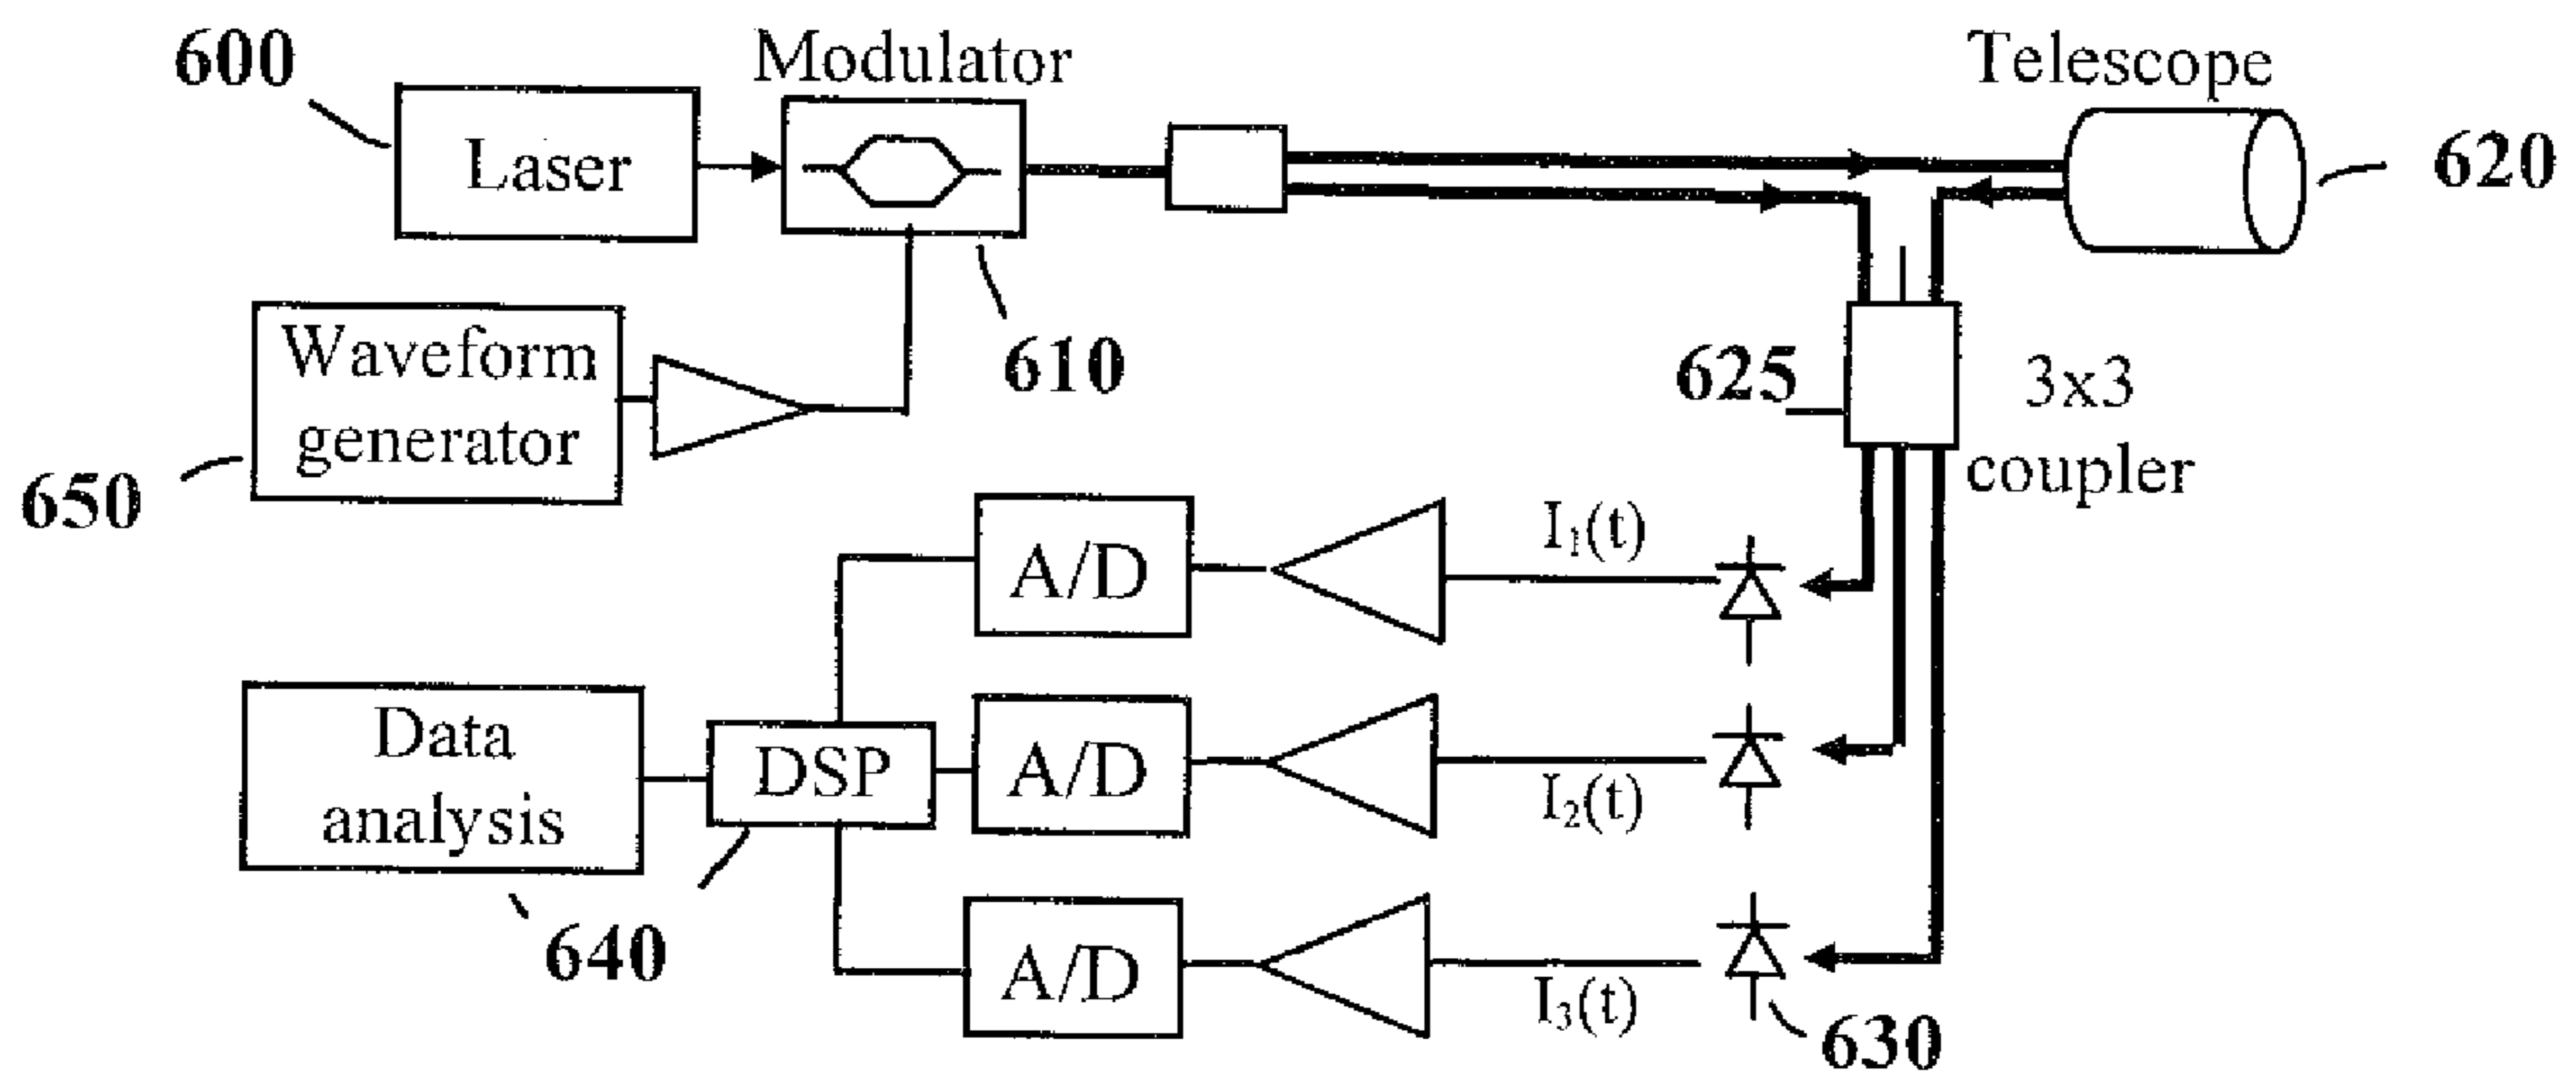 600
Modulator
Telescope
Laser
620
610
Waveform
generator
650
625
3x3
coupler
I₁(t)
A/D
Data
analysis
DSP
A/D
I₂(t)
640
A/D
I₃(t)
630